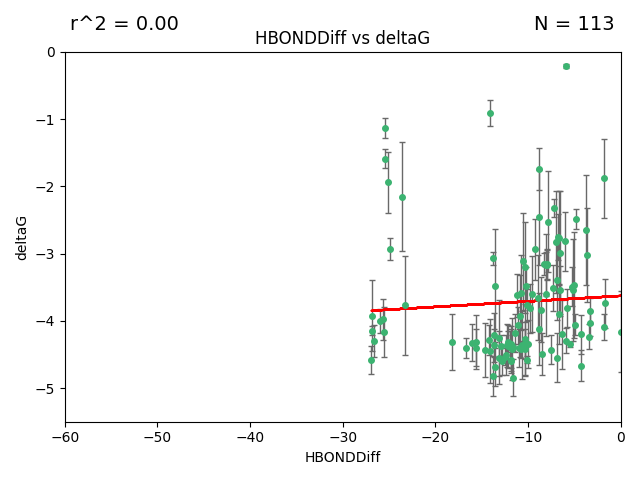 r^2 = 0.00
N = 113
HBONDDiff vs deltaG
deltaG
0
−1
−2
−3
−4
−5
−60
−50
−40
−30
−20
−10
0
HBONDDiff